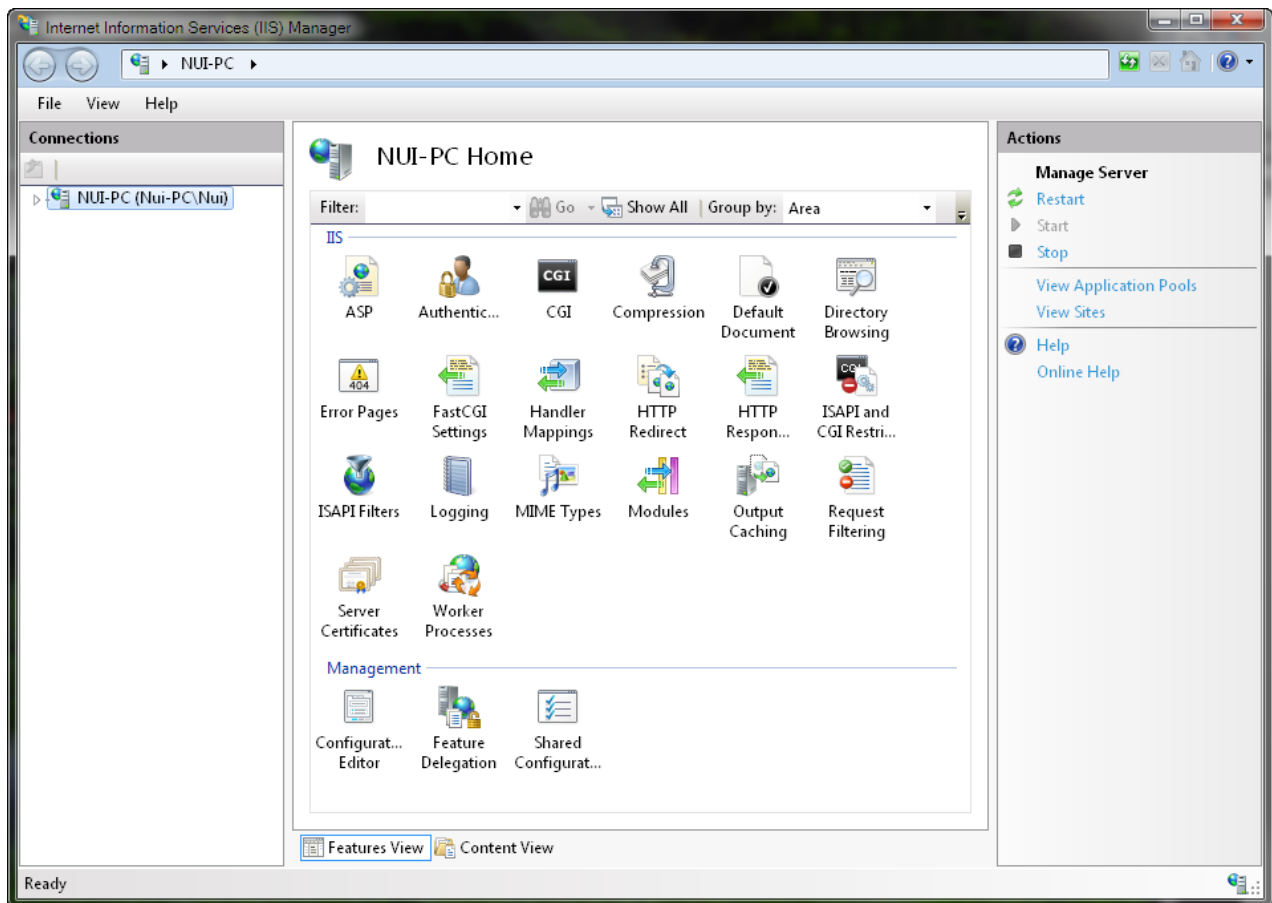 Internet Information Services (IIS) Manager
NUI-PC
File View Help
Connections
NUI-PC (Nui-PC\Nui)
NUI-PC Home
Filter: Go Show All Group by: Area
IIS
ASP Authentic... CGI Compression Default Document Directory Browsing
404
Error Pages FastCGI Settings Handler Mappings HTTP Redirect HTTP Respon... ISAPI and CGI Restri...
ISAPI Filters Logging MIME Types Modules Output Caching Request Filtering
Server Certificates Worker Processes
Management
Configurat... Editor Feature Delegation Shared Configurat...
Features View Content View
Actions
Manage Server
Restart
Start
Stop
View Application Pools
View Sites
Help
Online Help
Ready